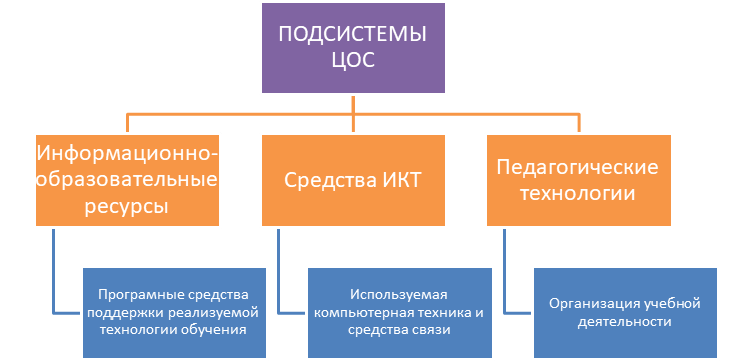 ПОДСИСТЕМЫ
ЦОС
Информационно-
образовательные
ресурсы
Средства ИКТ
Педагогические
технологии
Програмные средства
поддержки реализуемой
технологии обучения
Используемая
компьютерная техника и
средства связи
Организация учебной
деятельности